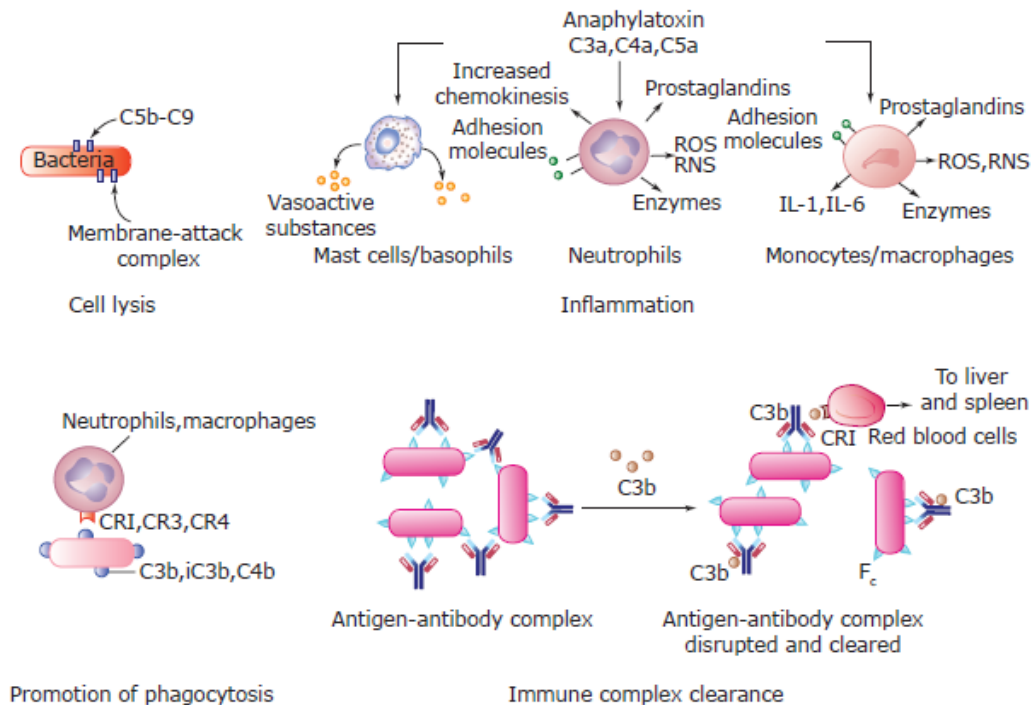 Anaphylatoxin
C3a,C4a,C5a
C5b-C9
Bacteria
Membrane-attack
complex
Cell lysis
Vasoactive
substances
Mast cells/basophils
Increased
chemokinesis
Adhesion
molecules
Prostaglandins
ROS
RNS
Enzymes
Neutrophils
Adhesion
molecules
Prostaglandins
ROS,RNS
IL-1,IL-6
Enzymes
Monocytes/macrophages
Inflammation
Neutrophils,macrophages
CRI,CR3,CR4
C3b,iC3b,C4b
Promotion of phagocytosis
Antigen-antibody complex
C3b
C3b
CRI
Red blood cells
To liver
and spleen
C3b
C3b
Fc
Antigen-antibody complex
disrupted and cleared
Immune complex clearance